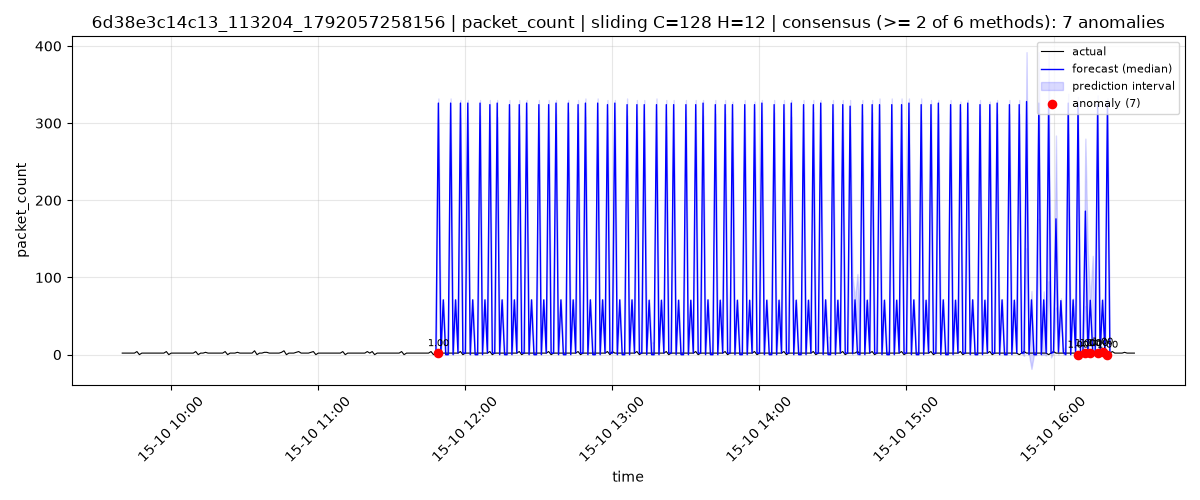 6d38e3c14c13_113204_1792057258156 | packet_count | sliding C=128 H=12 | consensus (>= 2 of 6 methods): 7 anomalies
packet_count
400
300
200
100
0
actual
forecast (median)
prediction interval
anomaly (7)
1.00
15-10 10:00
15-10 11:00
15-10 12:00
15-10 13:00
15-10 14:00
15-10 15:00
15-10 16:00
time